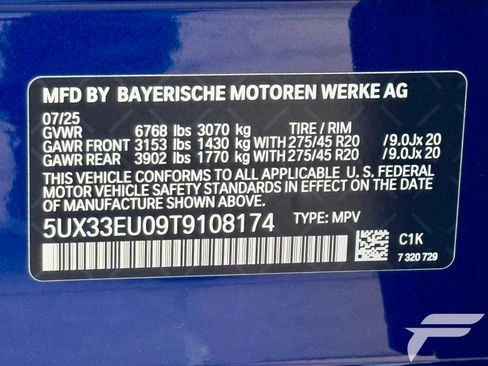 MFD BY BAYERISCHE MOTOREN WERKE AG
07/25
GVWR 6768 lbs 3070 kg TIRE / RIM
GAWR FRONT 3153 lbs 1430 kg WITH 275/45 R20 /9.0Jx 20
GAWR REAR 3902 lbs 1770 kg WITH 275/45 R20 /9.0Jx 20
THIS VEHICLE CONFORMS TO ALL APPLICABLE U. S. FEDERAL
MOTOR VEHICLE SAFETY STANDARDS IN EFFECT ON THE DATE
OF MANUFACTURE SHOWN ABOVE.
5UX33EU09T9108174 TYPE: MPV
C1K
7 320 729